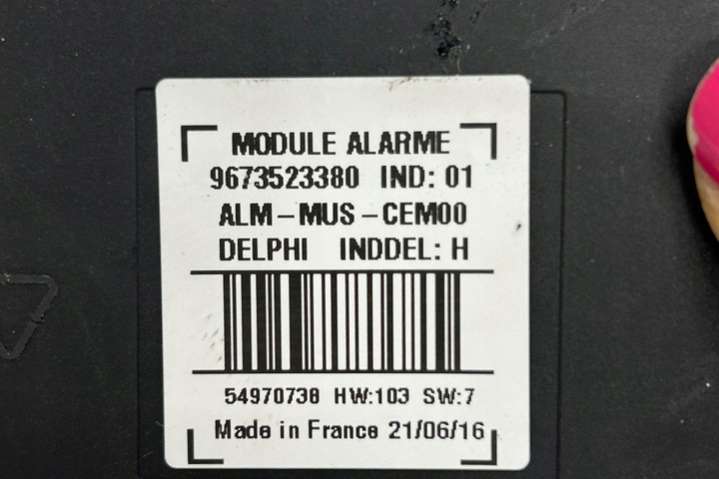 MODULE ALARME
9673523380 IND: 01
ALM-MUS-CEM00
DELPHI INDDEL: H
54970738 HW:103 SW:7
Made in France 21/06/16